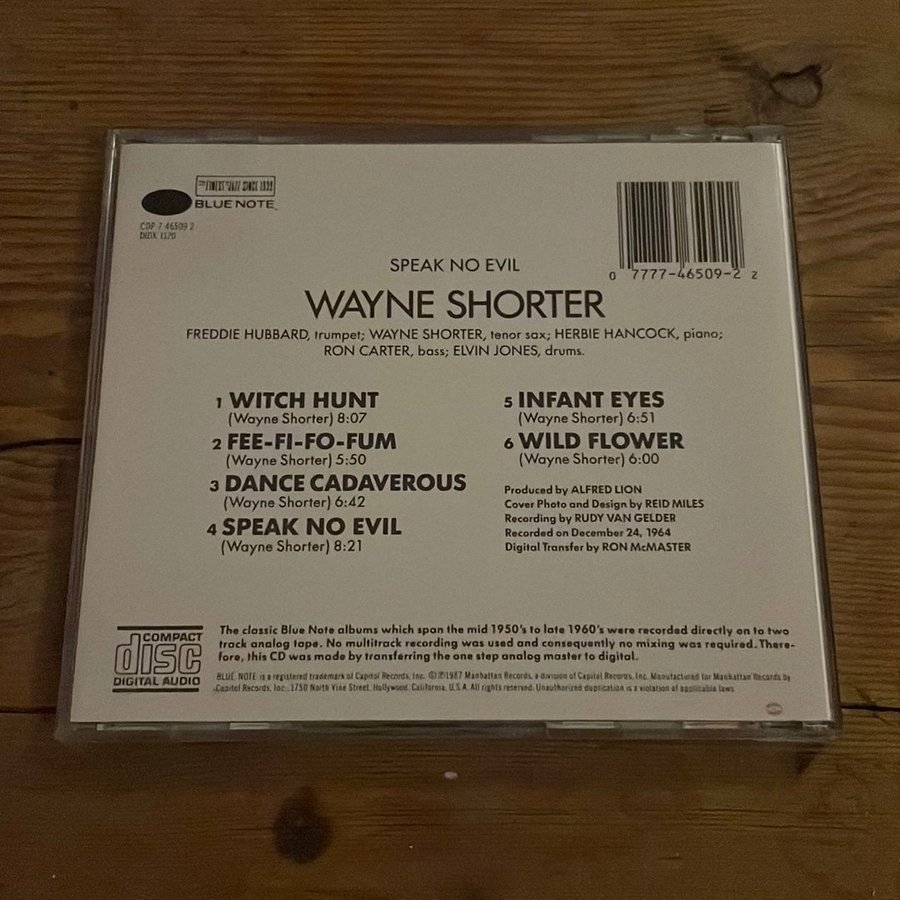 THE FINEST IN JAZZ SINCE 1939
BLUE NOTE
CDP 7 46509 2
DIDX 1120
0 7777-46509-2 2
SPEAK NO EVIL
WAYNE SHORTER
FREDDIE HUBBARD, trumpet; WAYNE SHORTER, tenor sax; HERBIE HANCOCK, piano;
RON CARTER, bass; ELVIN JONES, drums.
1 WITCH HUNT
(Wayne Shorter) 8:07
2 FEE-FI-FO-FUM
(Wayne Shorter) 5:50
3 DANCE CADAVEROUS
(Wayne Shorter) 6:42
4 SPEAK NO EVIL
(Wayne Shorter) 8:21
5 INFANT EYES
(Wayne Shorter) 6:51
6 WILD FLOWER
(Wayne Shorter) 6:00
Produced by ALFRED LION
Cover Photo and Design by REID MILES
Recording by RUDY VAN GELDER
Recorded on December 24, 1964
Digital Transfer by RON McMASTER
COMPACT
disc
DIGITAL AUDIO
The classic Blue Note albums which span the mid 1950's to late 1960's were recorded directly on to two
track analog tape. No multitrack recording was used and consequently no mixing was required. There-
fore, this CD was made by transferring the one step analog master to digital.
BLUE NOTE is a registered trademark of Capitol Records, Inc. ©℗1987 Manhattan Records, a division of Capitol Records, Inc. Manufactured for Manhattan Records by
Capitol Records, Inc., 1750 North Vine Street, Hollywood, California, U.S.A. All rights reserved. Unauthorized duplication is a violation of applicable laws.